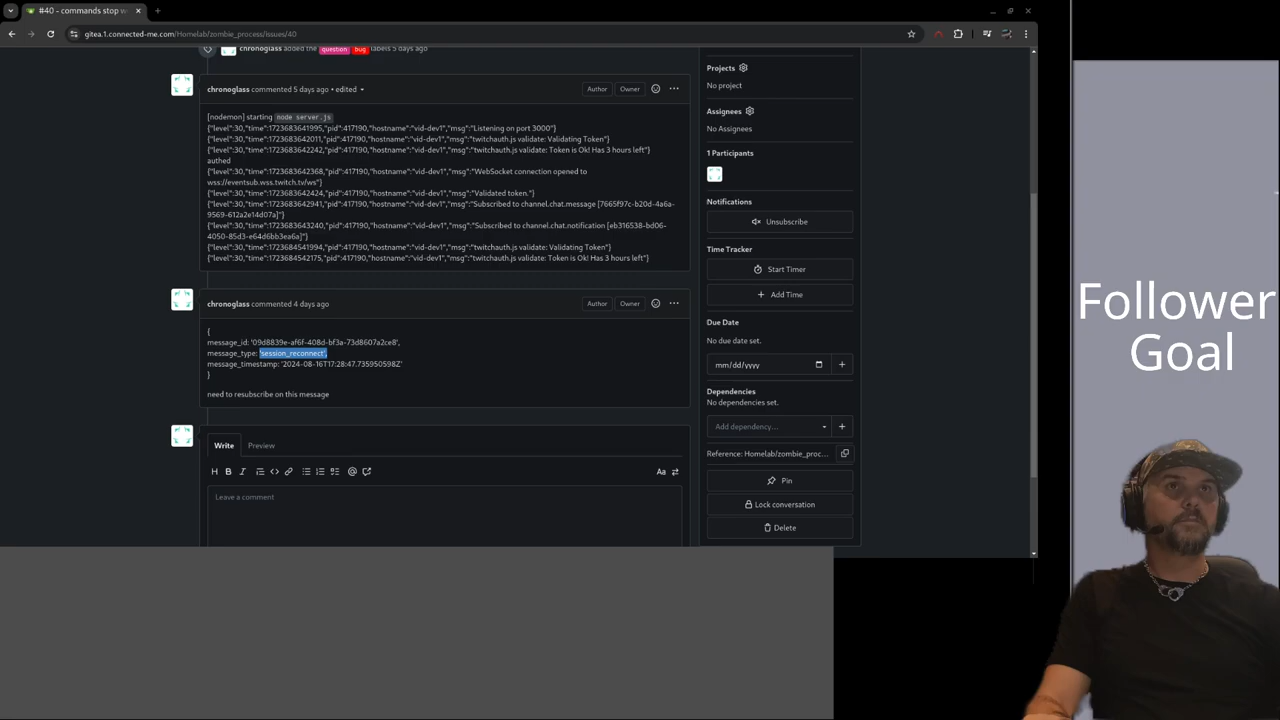 #40 - commands stop w
gitea.1.connected-me.com/Homelab/zombie_process/issues/40
chronoglass added the question bug labels 5 days ago
chronoglass commented 5 days ago • edited
Author
Owner
[nodemon] starting node server.js
{"level":30,"time":1723683641995,"pid":417190,"hostname":"vid-dev1","msg":"Listening on port 3000"}
{"level":30,"time":1723683642011,"pid":417190,"hostname":"vid-dev1","msg":"twitchauth.js validate: Validating Token"}
{"level":30,"time":1723683642242,"pid":417190,"hostname":"vid-dev1","msg":"twitchauth.js validate: Token is Ok! Has 3 hours left"}
authed
{"level":30,"time":1723683642368,"pid":417190,"hostname":"vid-dev1","msg":"WebSocket connection opened to
wss://eventsub.wss.twitch.tv/ws"}
{"level":30,"time":1723683642424,"pid":417190,"hostname":"vid-dev1","msg":"Validated token."}
{"level":30,"time":1723683642941,"pid":417190,"hostname":"vid-dev1","msg":"Subscribed to channel.chat.message [7665f97c-b20d-4a6a-
9569-612a2e14d07a]"}
{"level":30,"time":1723683643240,"pid":417190,"hostname":"vid-dev1","msg":"Subscribed to channel.chat.notification [eb316538-bd06-
4050-85d3-e64d6bb3ea6a]"}
{"level":30,"time":1723684541994,"pid":417190,"hostname":"vid-dev1","msg":"twitchauth.js validate: Validating Token"}
{"level":30,"time":1723684542175,"pid":417190,"hostname":"vid-dev1","msg":"twitchauth.js validate: Token is Ok! Has 3 hours left"}
chronoglass commented 4 days ago
Author
Owner
{
message_id: '09d8839e-af6f-408d-bf3a-73d8607a2ce8',
message_type: 'session_reconnect',
message_timestamp: '2024-08-16T17:28:47.735950598Z'
}
need to resubscribe on this message
Write
Preview
H B I
Aa
Leave a comment
Projects
No project
Assignees
No Assignees
1 Participants
Notifications
Unsubscribe
Time Tracker
Start Timer
Add Time
Due Date
No due date set.
mm/dd/yyyy
Dependencies
No dependencies set.
Add dependency...
Reference: Homelab/zombie_proc...
Pin
Lock conversation
Delete
Follower
Goal